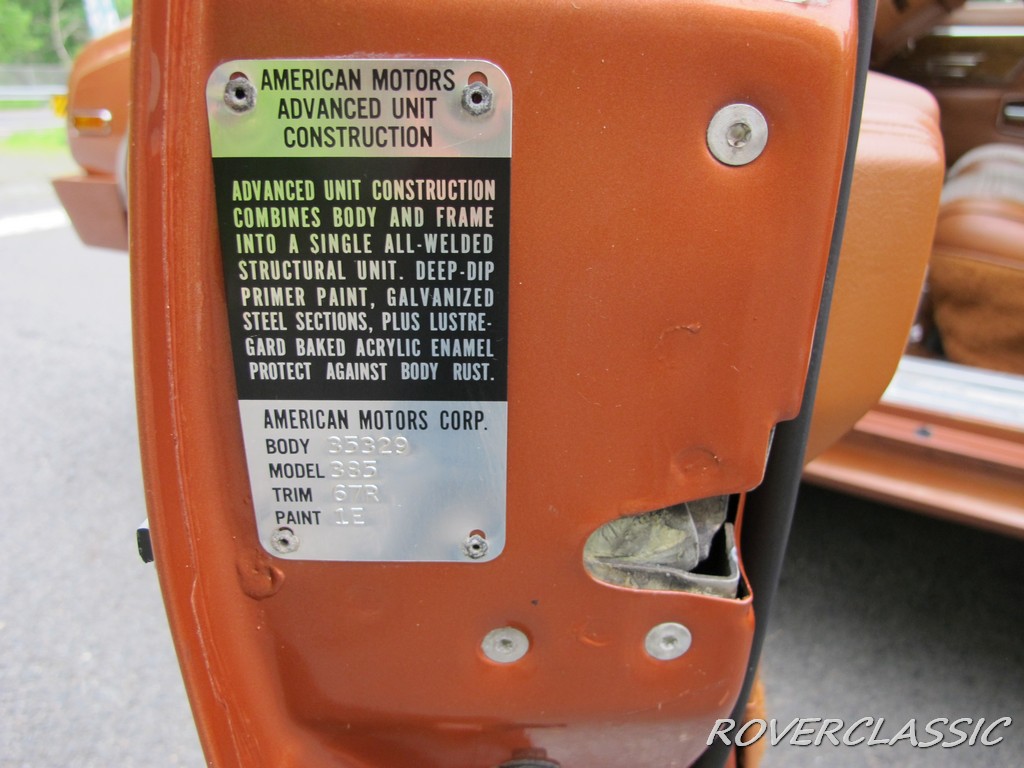 AMERICAN MOTORS
ADVANCED UNIT
CONSTRUCTION
ADVANCED UNIT CONSTRUCTION
COMBINES BODY AND FRAME
INTO A SINGLE ALL-WELDED
STRUCTURAL UNIT. DEEP-DIP
PRIMER PAINT, GALVANIZED
STEEL SECTIONS, PLUS LUSTRE-
GARD BAKED ACRYLIC ENAMEL
PROTECT AGAINST BODY RUST.
AMERICAN MOTORS CORP.
BODY 35329
MODEL 385
TRIM 67R
PAINT 1E
ROVERCLASSIC